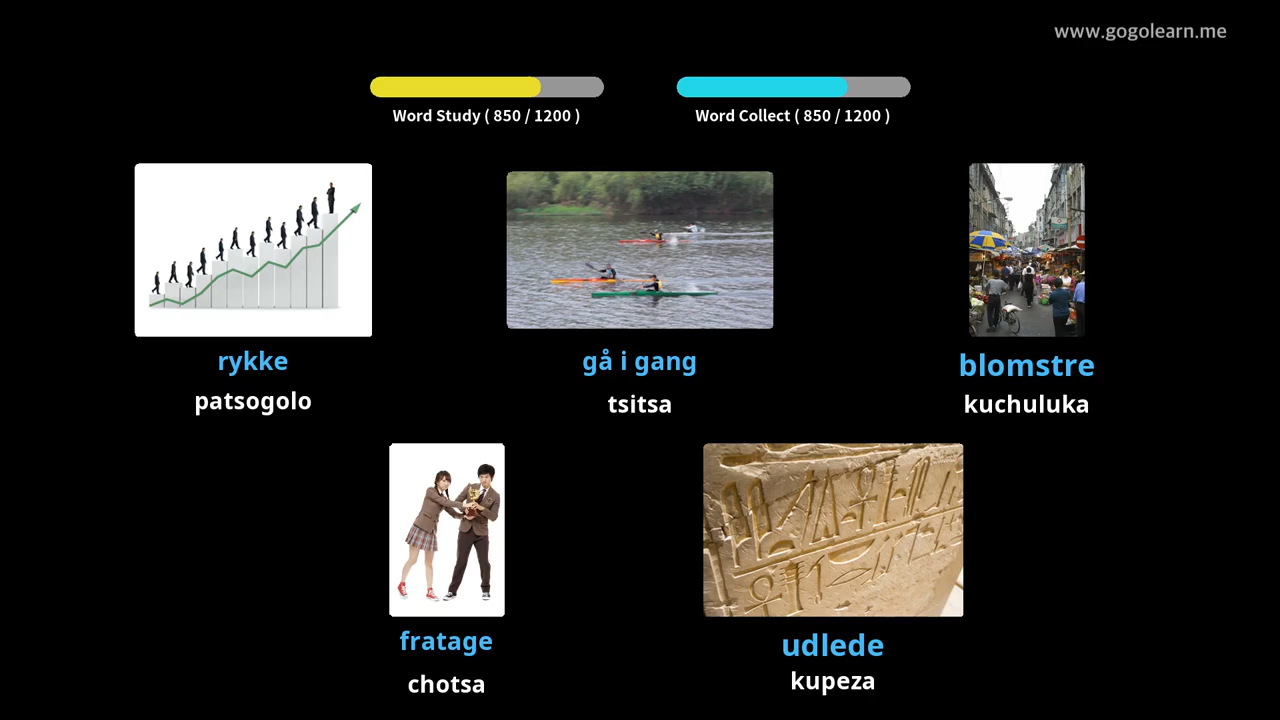 www.gogolearn.me
Word Study ( 850 / 1200 )
Word Collect ( 850 / 1200 )
rykke
patsogolo
gå i gang
tsitsa
blomstre
kuchuluka
fratage
chotsa
udlede
kupeza